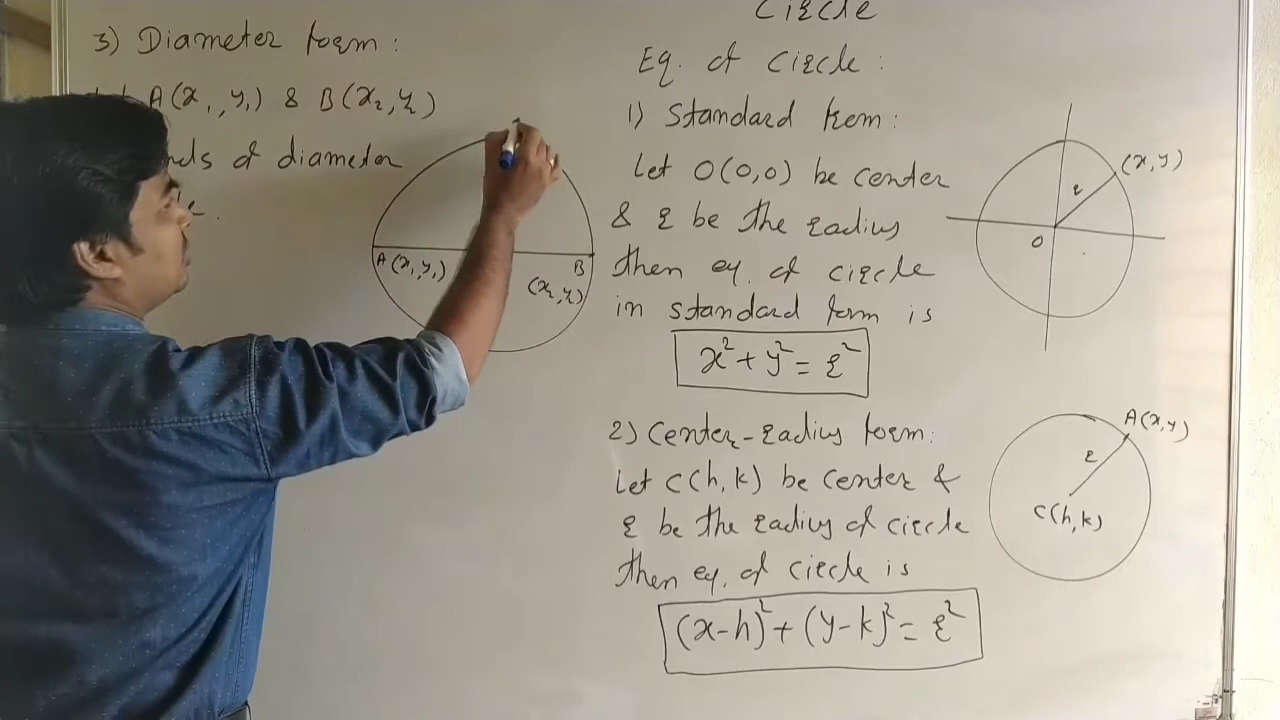 3) Diameter form:
A(x₁, y₁) & B(x₂, y₂)
of diameter
A(x₁, y₁)
B
(x₂, y₂)
Circle
Eq. of circle:
1) Standard form:
Let O(0,0) be center
& r be the radius
then eq. of circle
in standard form is
x² + y² = r²
(x, y)
r
O
2) Center-radius form:
Let C(h, k) be center &
r be the radius of circle
then eq. of circle is
(x-h)² + (y-k)² = r²
A(x, y)
r
C(h, k)